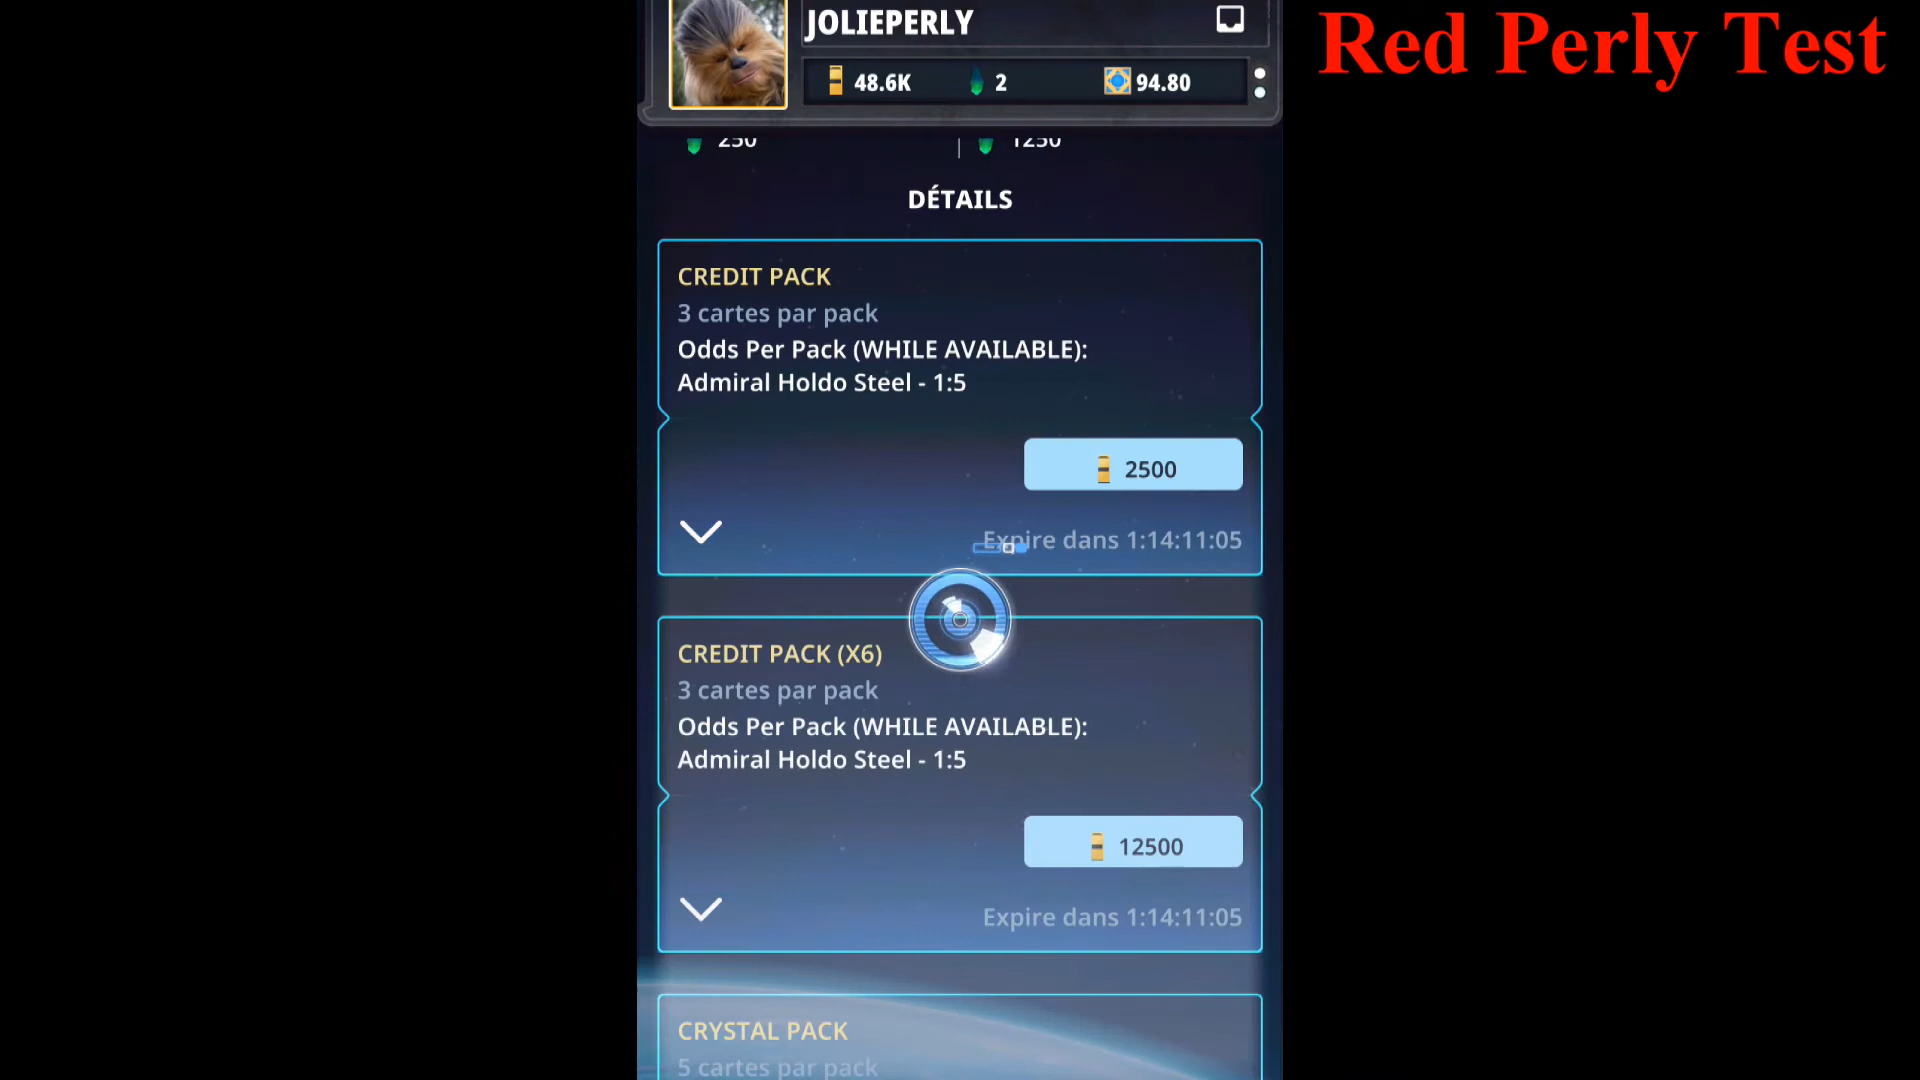 JOLIEPERLY
Red Perly Test
48.6K 2 94.80
250 1250
DÉTAILS
CREDIT PACK
3 cartes par pack
Odds Per Pack (WHILE AVAILABLE):
Admiral Holdo Steel - 1:5
2500
Expire dans 1:14:11:05
CREDIT PACK (X6)
3 cartes par pack
Odds Per Pack (WHILE AVAILABLE):
Admiral Holdo Steel - 1:5
12500
Expire dans 1:14:11:05
CRYSTAL PACK
5 cartes par pack